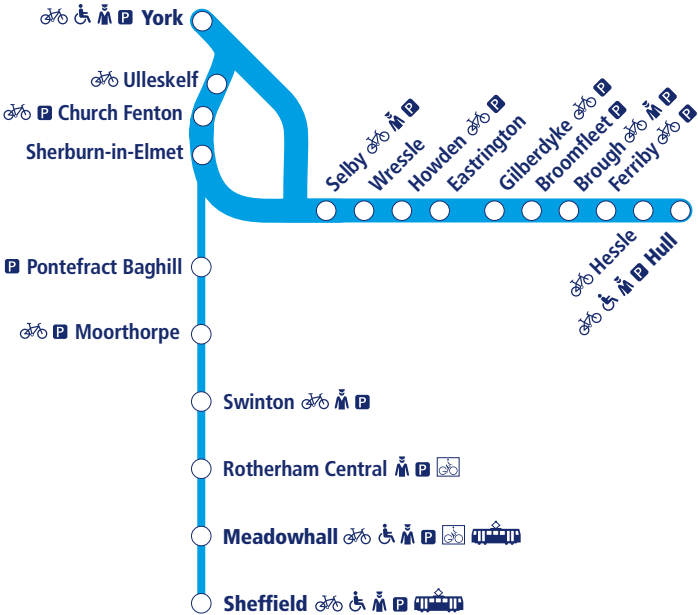 P York
Ulleskelf
P Church Fenton
Sherburn-in-Elmet
Selby P
Wressle
Howden P
Eastrington
Gilberdyke P
Broomfleet P
Brough P
Ferriby P
Hessle
P Hull
P Pontefract Baghill
P Moorthorpe
Swinton P
Rotherham Central P
Meadowhall P
Sheffield P